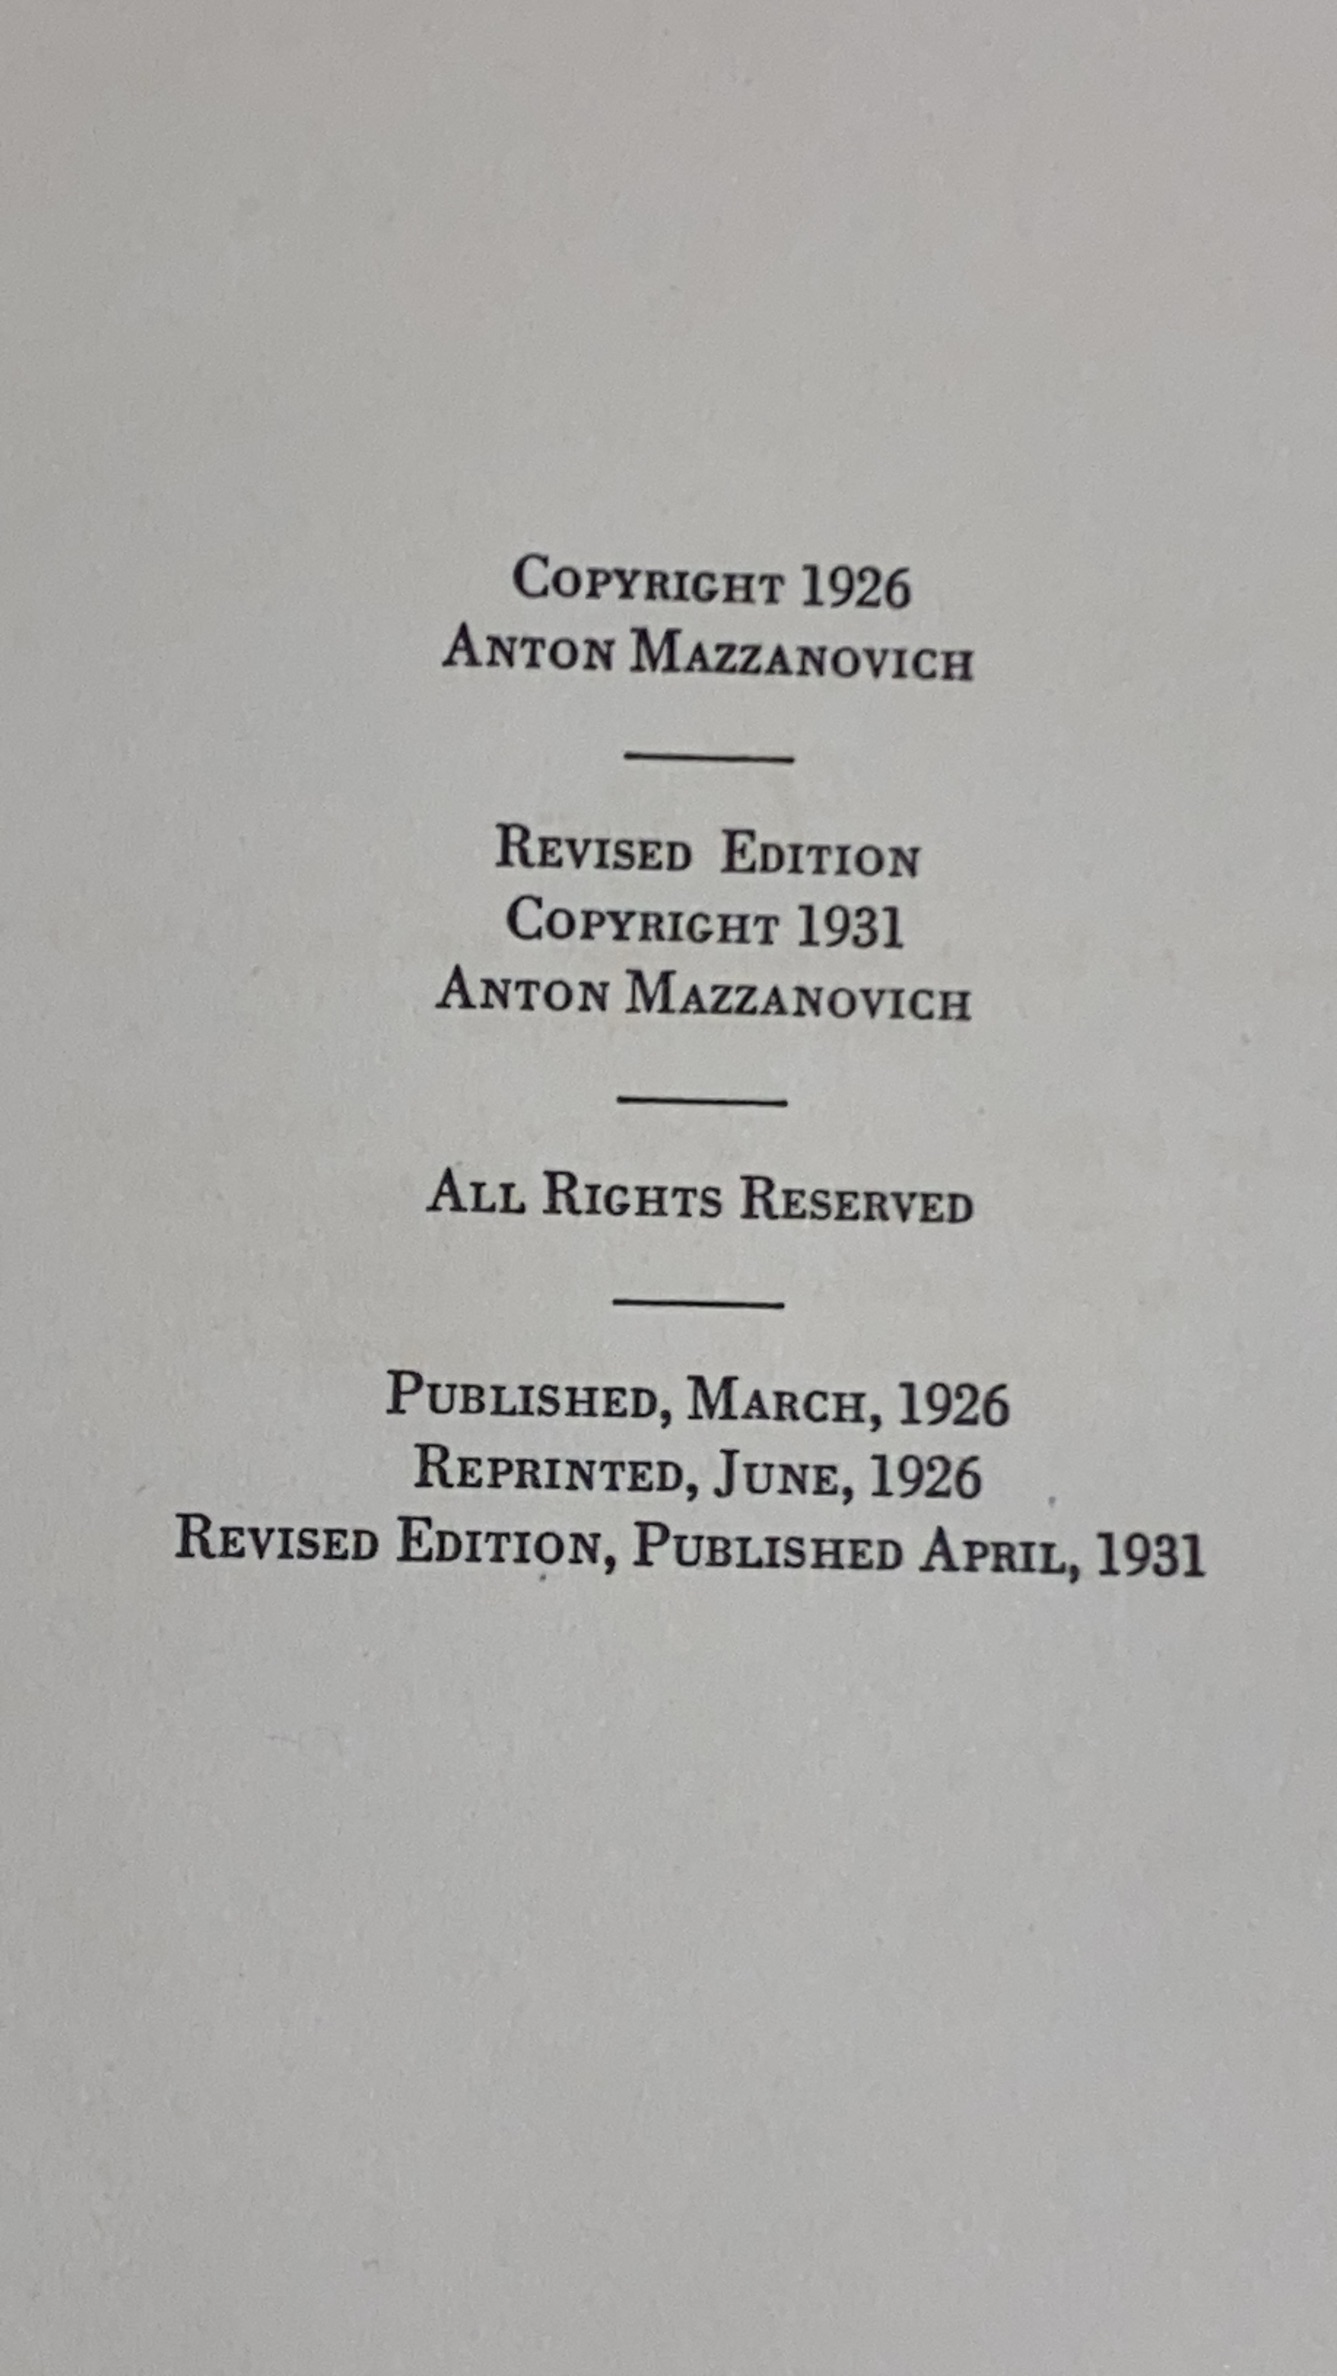 Copyright 1926
Anton Mazzanovich
Revised Edition
Copyright 1931
Anton Mazzanovich
All Rights Reserved
Published, March, 1926
Reprinted, June, 1926
Revised Edition, Published April, 1931